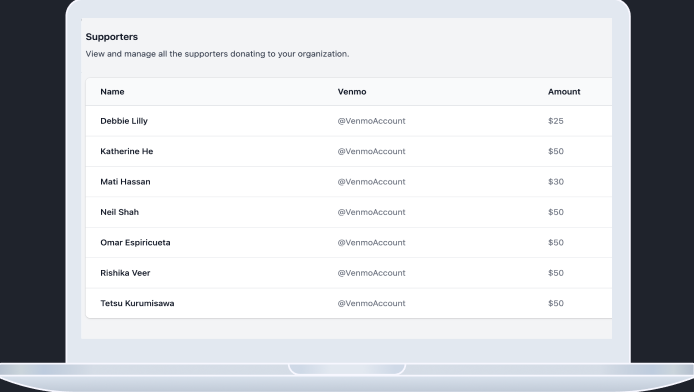 Supporters
View and manage all the supporters donating to your organization.
Name Venmo Amount
Debbie Lilly @VenmoAccount $25
Katherine He @VenmoAccount $50
Mati Hassan @VenmoAccount $30
Neil Shah @VenmoAccount $50
Omar Espiricueta @VenmoAccount $50
Rishika Veer @VenmoAccount $50
Tetsu Kurumisawa @VenmoAccount $50